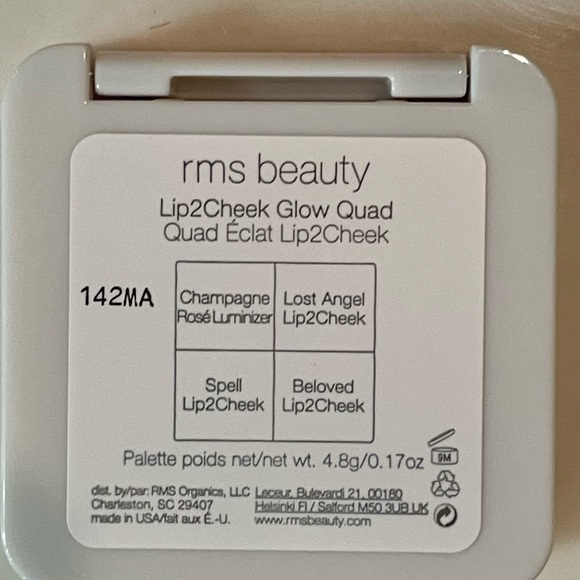 rms beauty
Lip2Cheek Glow Quad
Quad Éclat Lip2Cheek
142MA
Champagne
Rosé Luminizer
Lost Angel
Lip2Cheek
Spell
Lip2Cheek
Beloved
Lip2Cheek
Palette poids net/net wt. 4.8g/0.17oz
9M
dist. by/par: RMS Organics, LLC
Charleston, SC 29407
made in USA/fait aux É.-U.
Leceur, Bulevardi 21, 00180
Helsinki FI / Salford M50 3UB UK
www.rmsbeauty.com